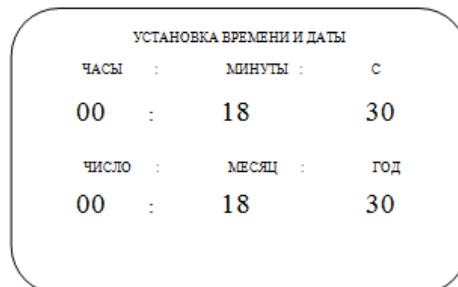 УСТАНОВКА ВРЕМЕНИ И ДАТЫ
ЧАСЫ : МИНУТЫ : С
00 : 18 30
ЧИСЛО : МЕСЯЦ : ГОД
00 : 18 30